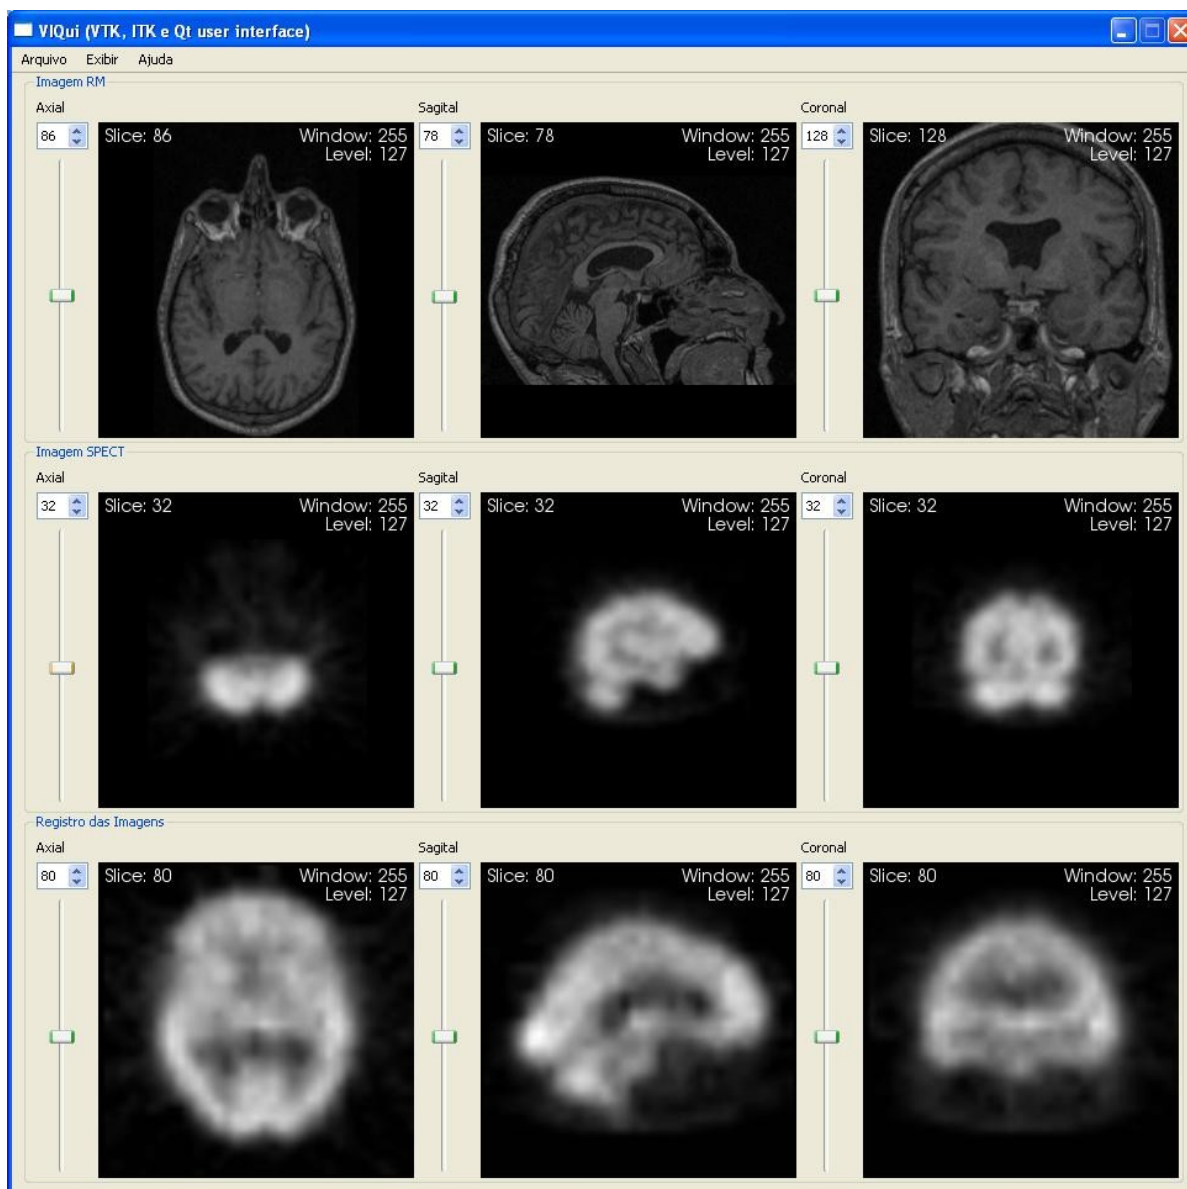 VIQui (VTK, ITK e Qt user interface)
Arquivo Exibir Ajuda
Imagem RM
Axial Sagital Coronal
86 Slice: 86 Window: 255 78 Slice: 78 Window: 255 128 Slice: 128 Window: 255
Level: 127 Level: 127 Level: 127
Imagem SPECT
Axial Sagital Coronal
32 Slice: 32 Window: 255 32 Slice: 32 Window: 255 32 Slice: 32 Window: 255
Level: 127 Level: 127 Level: 127
Registro das Imagens
Axial Sagital Coronal
80 Slice: 80 Window: 255 80 Slice: 80 Window: 255 80 Slice: 80 Window: 255
Level: 127 Level: 127 Level: 127